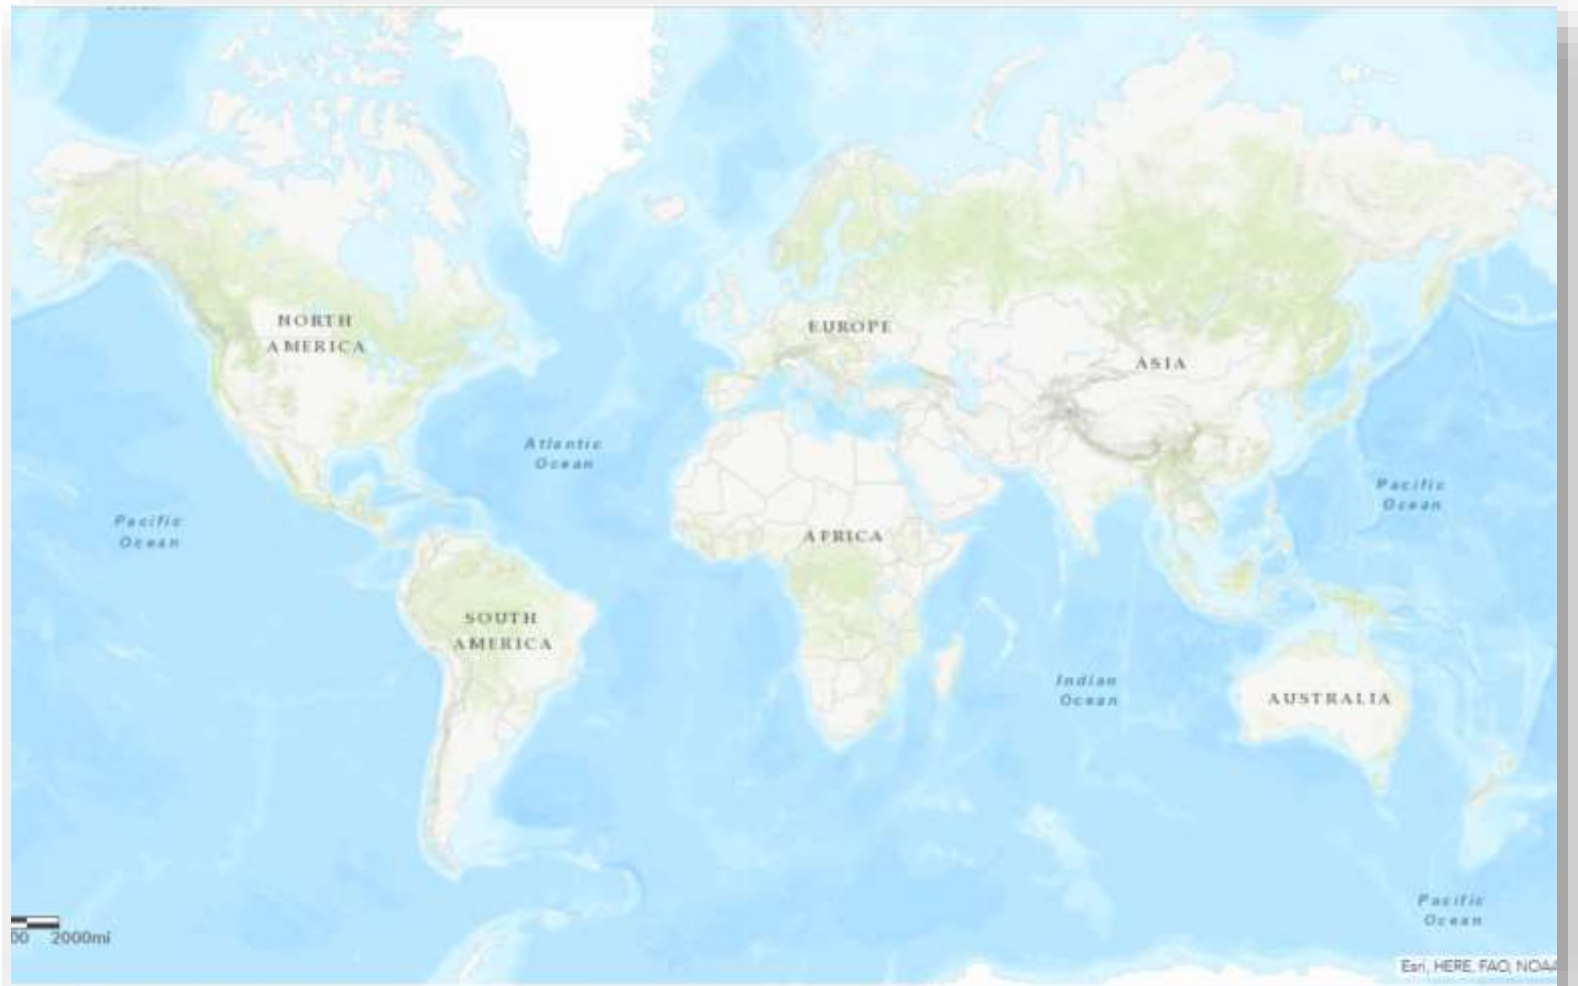 NORTH
AMERICA
EUROPE
ASIA
Atlantic
Ocean
Pacific
Ocean
Pacific
Ocean
AFRICA
SOUTH
AMERICA
Indian
Ocean
AUSTRALIA
Pacific
Ocean
00 2000mi
Esri, HERE, FAO, NOAA